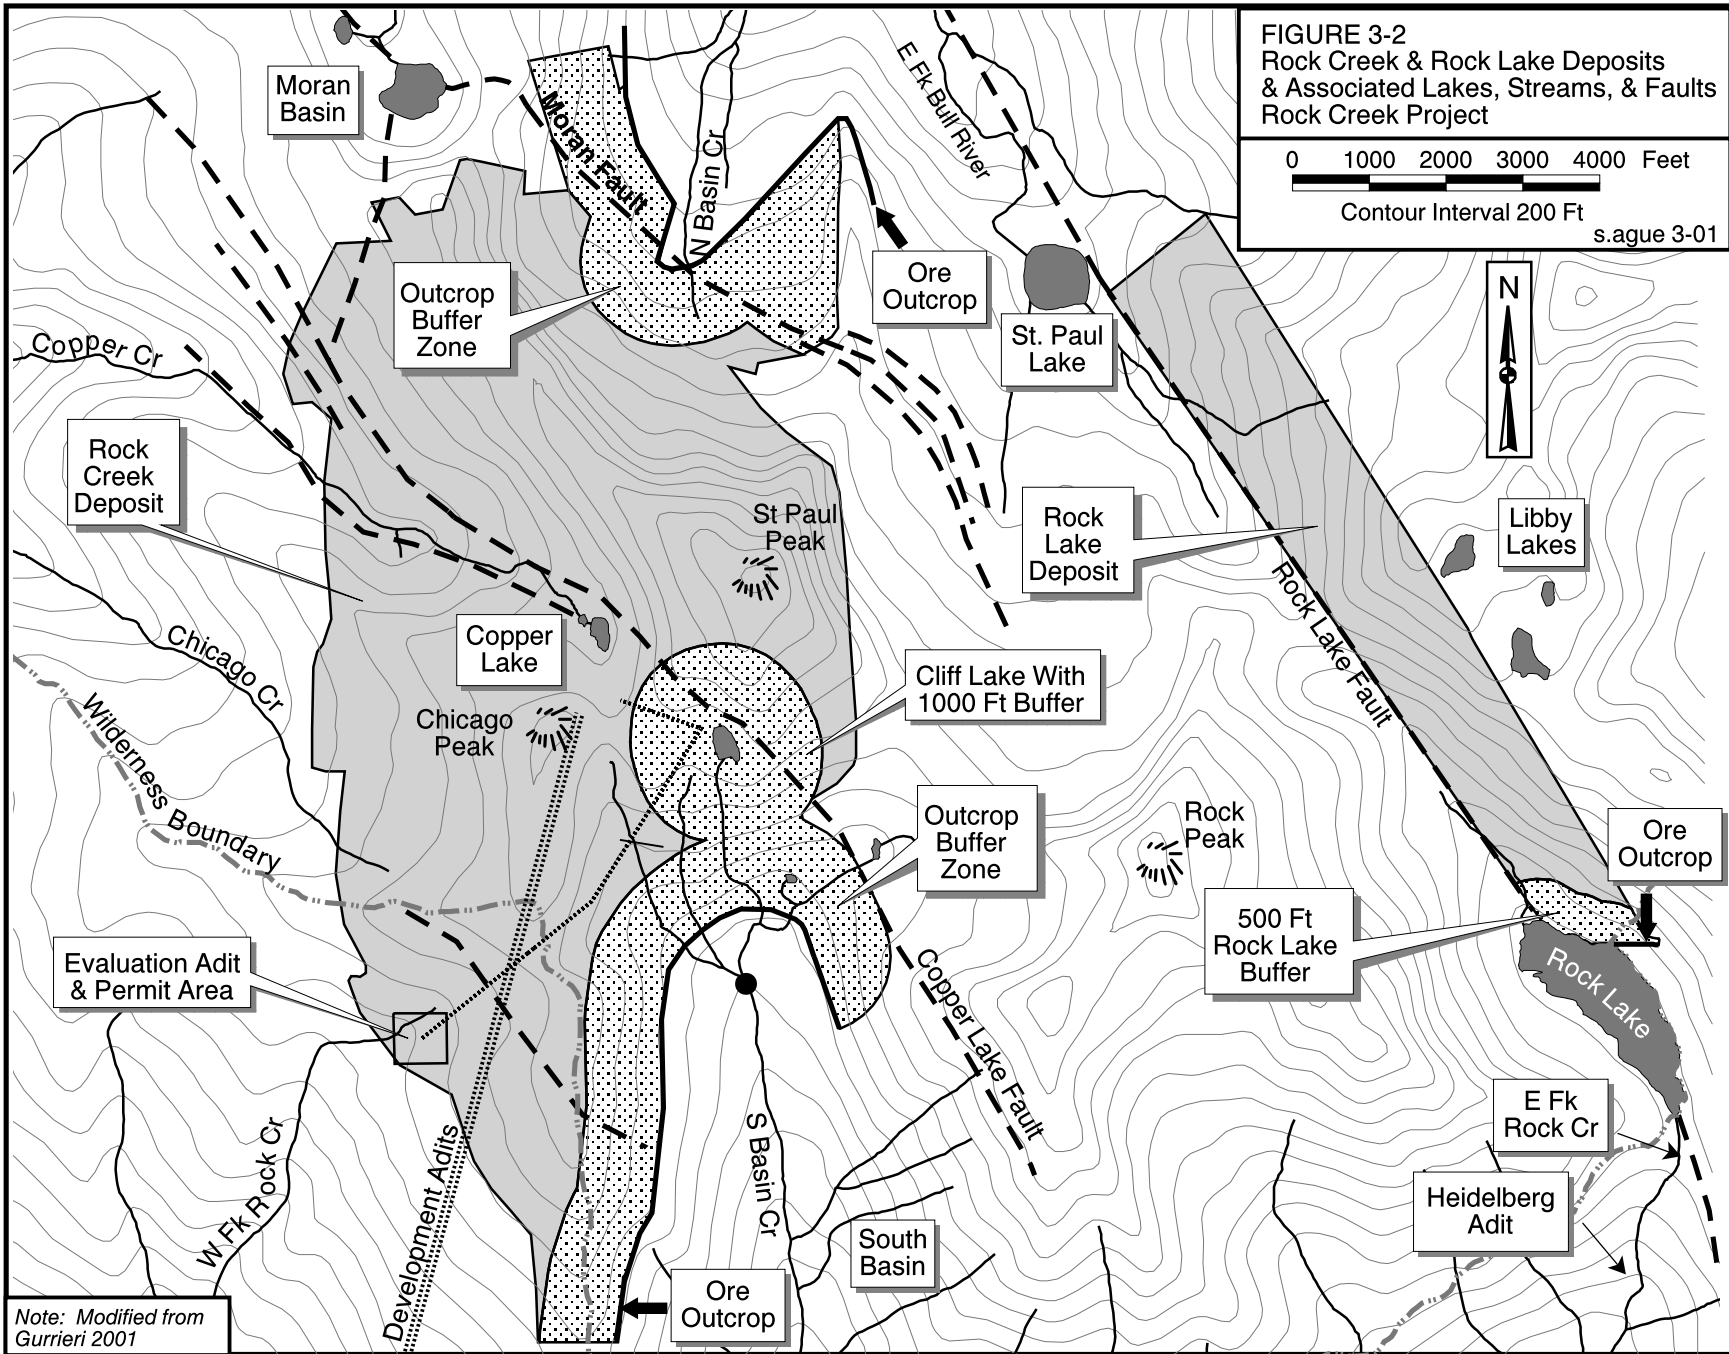 FIGURE 3-2
Rock Creek & Rock Lake Deposits
& Associated Lakes, Streams, & Faults
Rock Creek Project
0 1000 2000 3000 4000 Feet
Contour Interval 200 Ft
s.ague 3-01
N
Moran
Basin
Moran Fault
N Basin Cr
E Fk Bull River
Ore
Outcrop
Outcrop
Buffer
Zone
St. Paul
Lake
Copper Cr
Rock
Creek
Deposit
St Paul
Peak
Rock
Lake
Deposit
Libby
Lakes
Rock Lake Fault
Copper
Lake
Chicago Cr
Cliff Lake With
1000 Ft Buffer
Chicago
Peak
Wilderness
Boundary
Outcrop
Buffer
Zone
Rock
Peak
Ore
Outcrop
500 Ft
Rock Lake
Buffer
Rock Lake
Evaluation Adit
& Permit Area
Copper Lake Fault
E Fk
Rock Cr
S Basin Cr
W Fk Rock Cr
Development Adits
Heidelberg
Adit
South
Basin
Ore
Outcrop
Note: Modified from
Gurrieri 2001